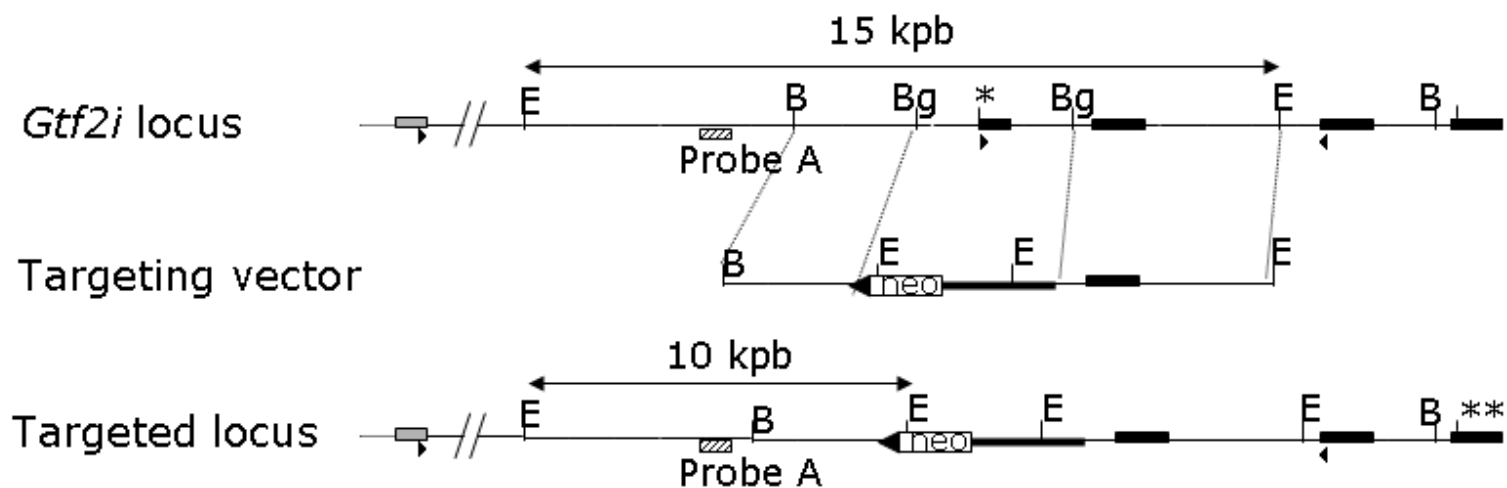 15 kpb
Gtf2i locus E B Bg * Bg E B
Probe A
Targeting vector B E neo E E
10 kpb
Targeted locus E B E neo E E B **
Probe A